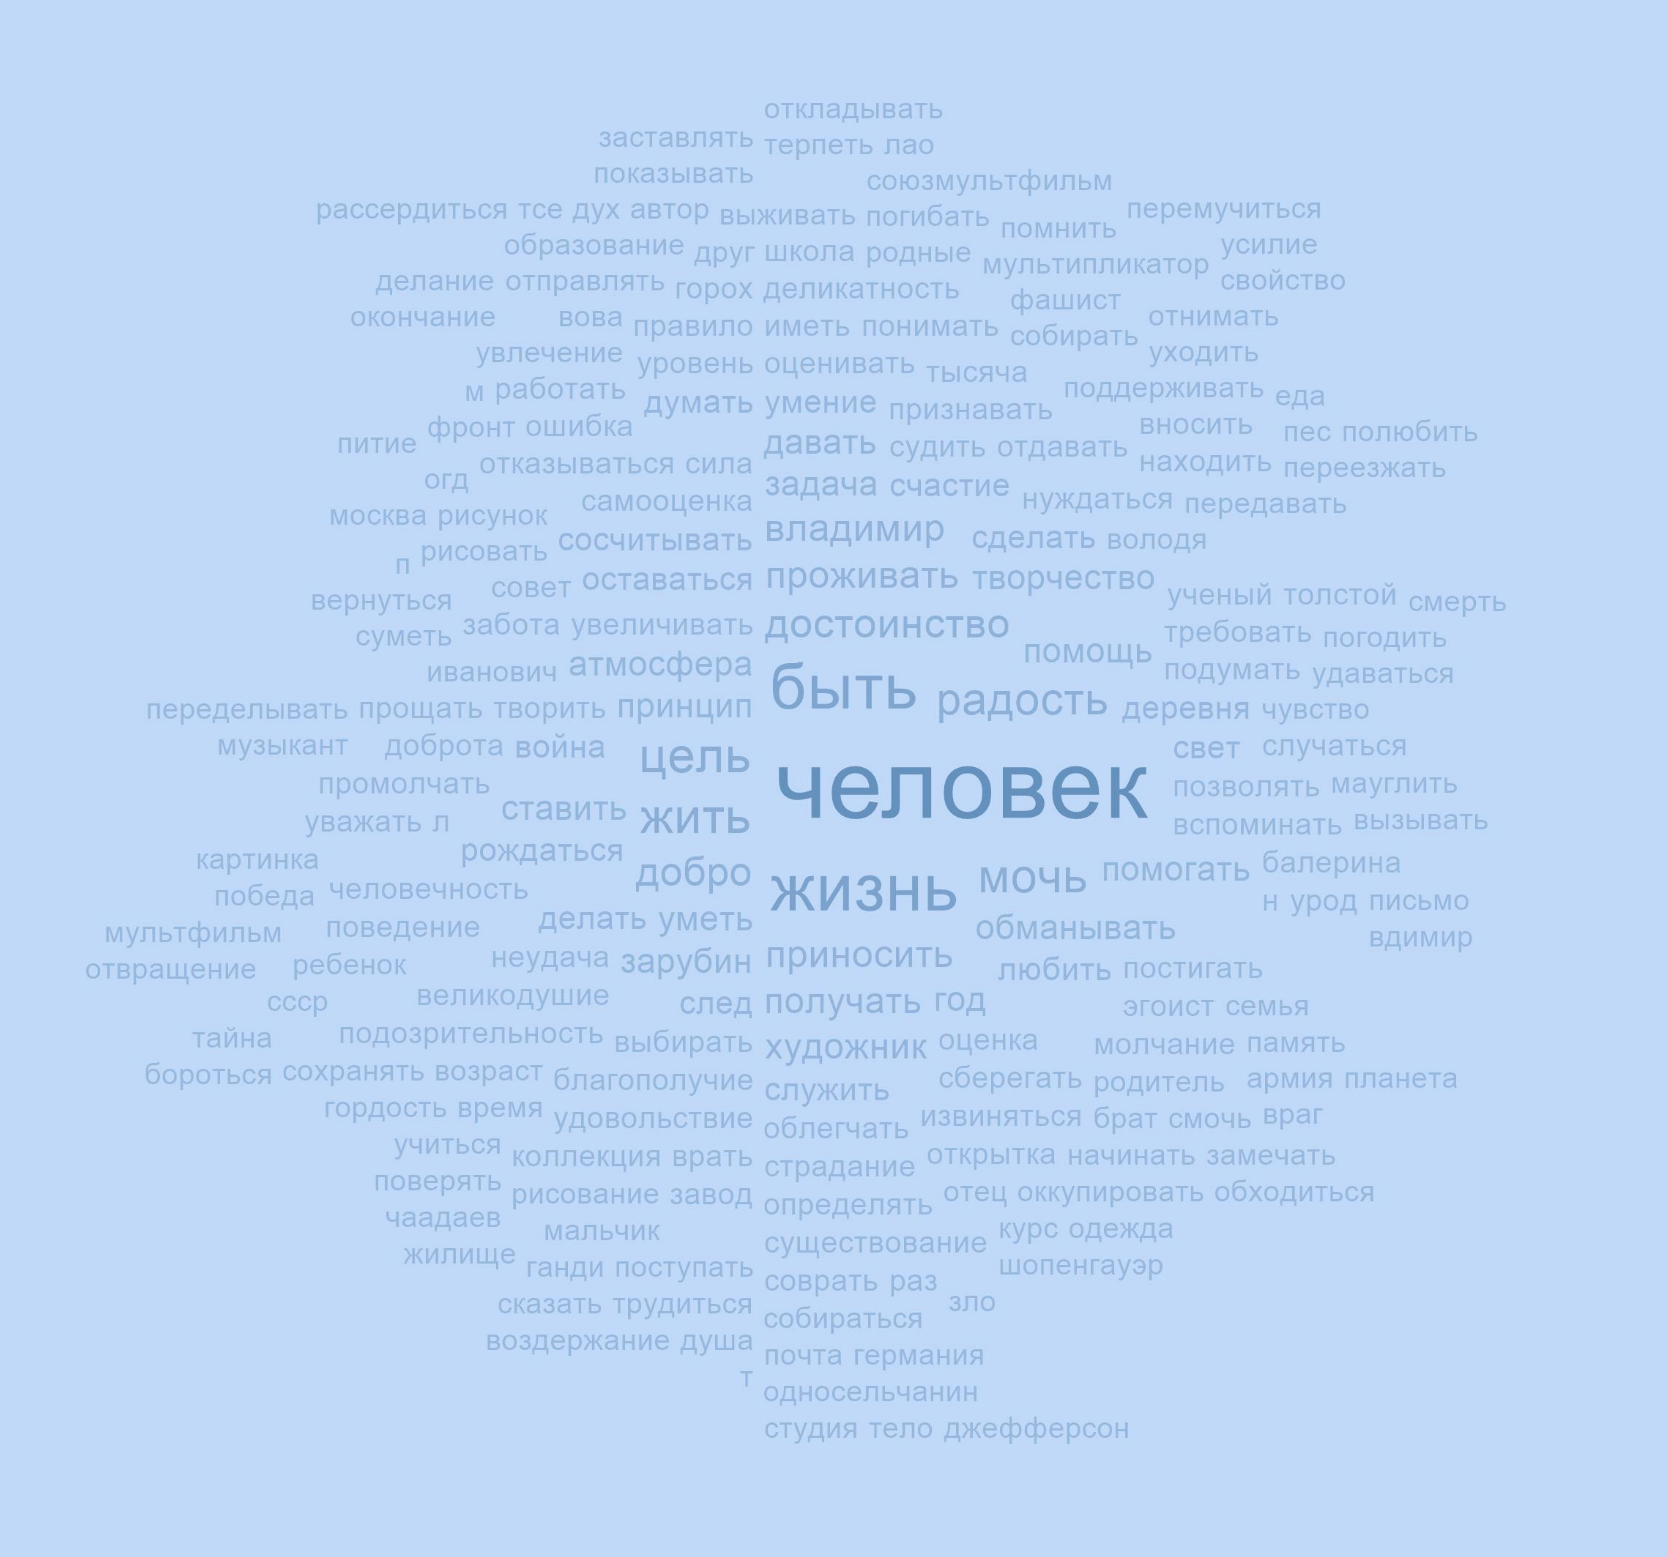 откладывать
заставлять терпеть лао
показывать союзмультфильм
рассердиться тсе дух автор выживать погибать помнить перемучиться
образование друг школа родные мультипликатор усилие
делание отправлять горох деликатность фашист свойство
окончание вова правило иметь понимать собирать отнимать
увлечение уровень оценивать тысяча уходить
м работать думать умение признавать поддерживать еда
питие фронт ошибка давать судить отдавать вносить пес полюбить
огд отказываться сила задача счастие находить переезжать
москва рисунок самооценка владимир нуждаться передавать
п рисовать сосчитывать сделать володя
вернуться совет оставаться проживать творчество ученый толстой смерть
суметь забота увеличивать достоинство помощь требовать погодить
иванович атмосфера быть радость подумать удаваться
переделывать прощать творить принцип деревня чувство
музыкант доброта война цель человек свет случаться
промолчать ставить жить позволять мауглить
уважать л рождаться вспоминать вызывать
картинка добро жизнь мочь помогать балерина
победа человечность н урод письмо
мультфильм поведение делать уметь обманывать вдимир
отвращение ребенок неудача зарубин приносить любить постигать
ссср великодушие след получать год эгоист семья
тайна подозрительность выбирать художник оценка молчание память
бороться сохранять возраст благополучие служить сберегать родитель армия планета
гордость время удовольствие облегчать извиняться брат смочь враг
учиться коллекция врать страдание открытка начинать замечать
поверять рисование завод определять отец оккупировать обходиться
чаадаев мальчик существование курс одежда
жилище ганди поступать соврать раз шопенгауэр
сказать трудиться собираться зло
воздержание душа почта германия
т односельчанин
студия тело джефферсон